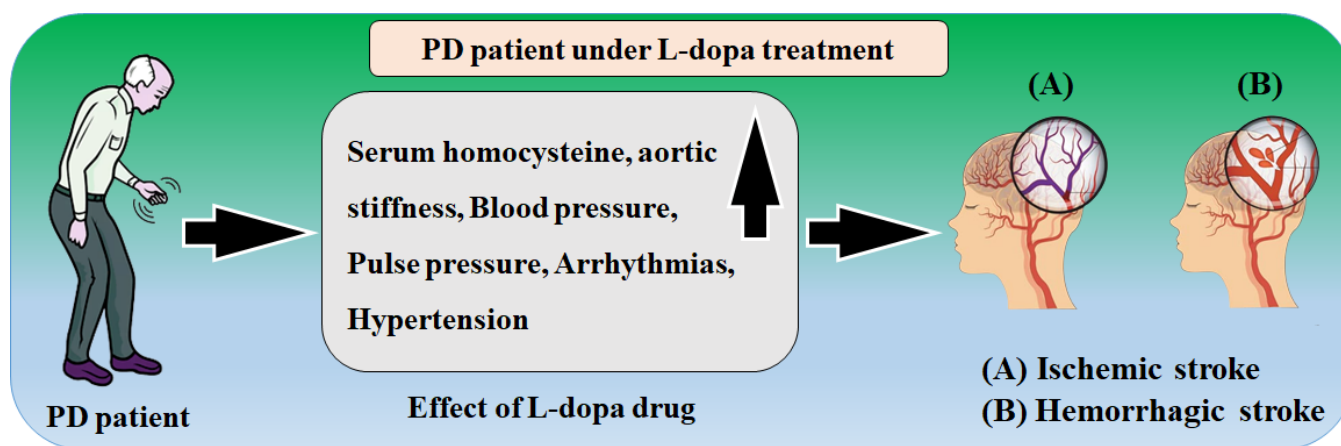 PD patient under L-dopa treatment
Serum homocysteine, aortic
stiffness, Blood pressure,
Pulse pressure, Arrhythmias,
Hypertension
Effect of L-dopa drug
PD patient
(A)
(B)
(A) Ischemic stroke
(B) Hemorrhagic stroke